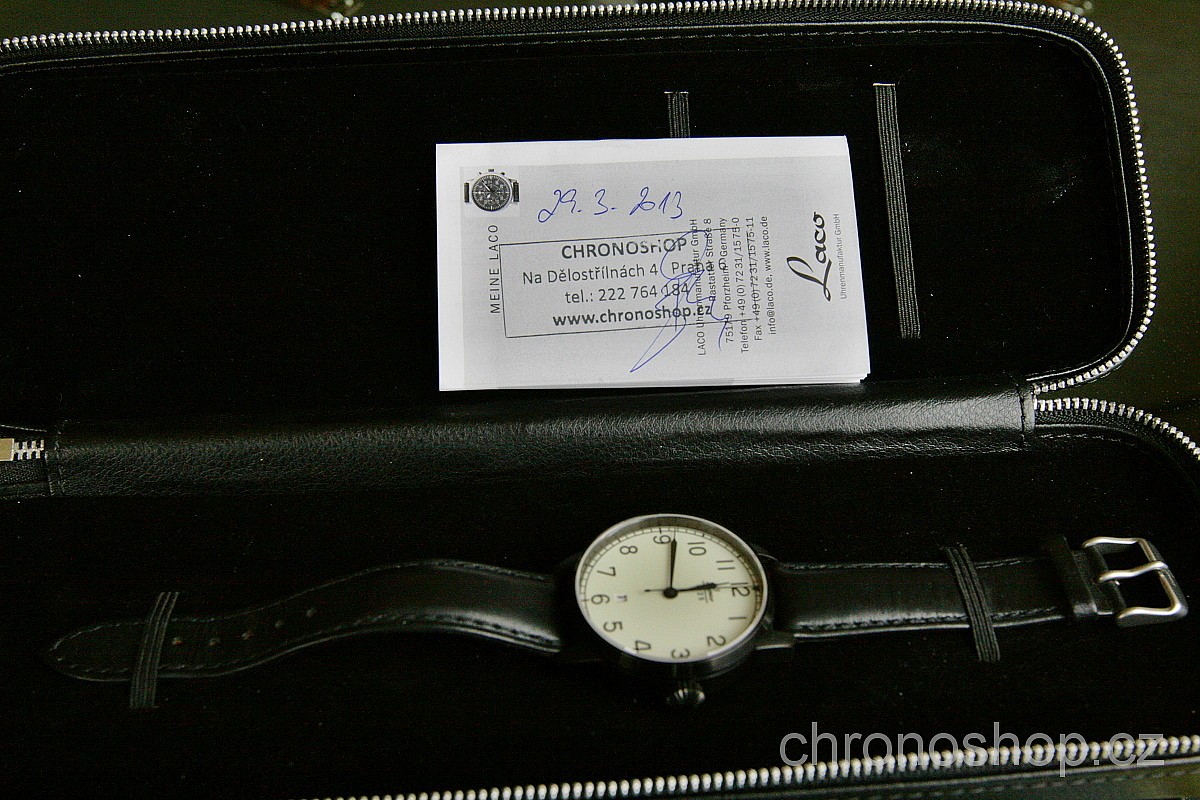 29. 3. 2013
MEINE LACO
CHRONOSHOP
Na Dělostřílnách 4
tel.: 222 764 184
www.chronoshop.cz
LACO Uhrenmanufaktur GmbH
Rastatter Straße 8
75179 Pforzheim, Germany
Telefon +49 (0) 72 31/15 75-0
Fax +49 (0) 72 31/15 75-11
info@laco.de, www.laco.de
Laco
Uhrenmanufaktur GmbH
12
1
2
3
4
5
6
7
8
9
10
11
chronoshop.cz